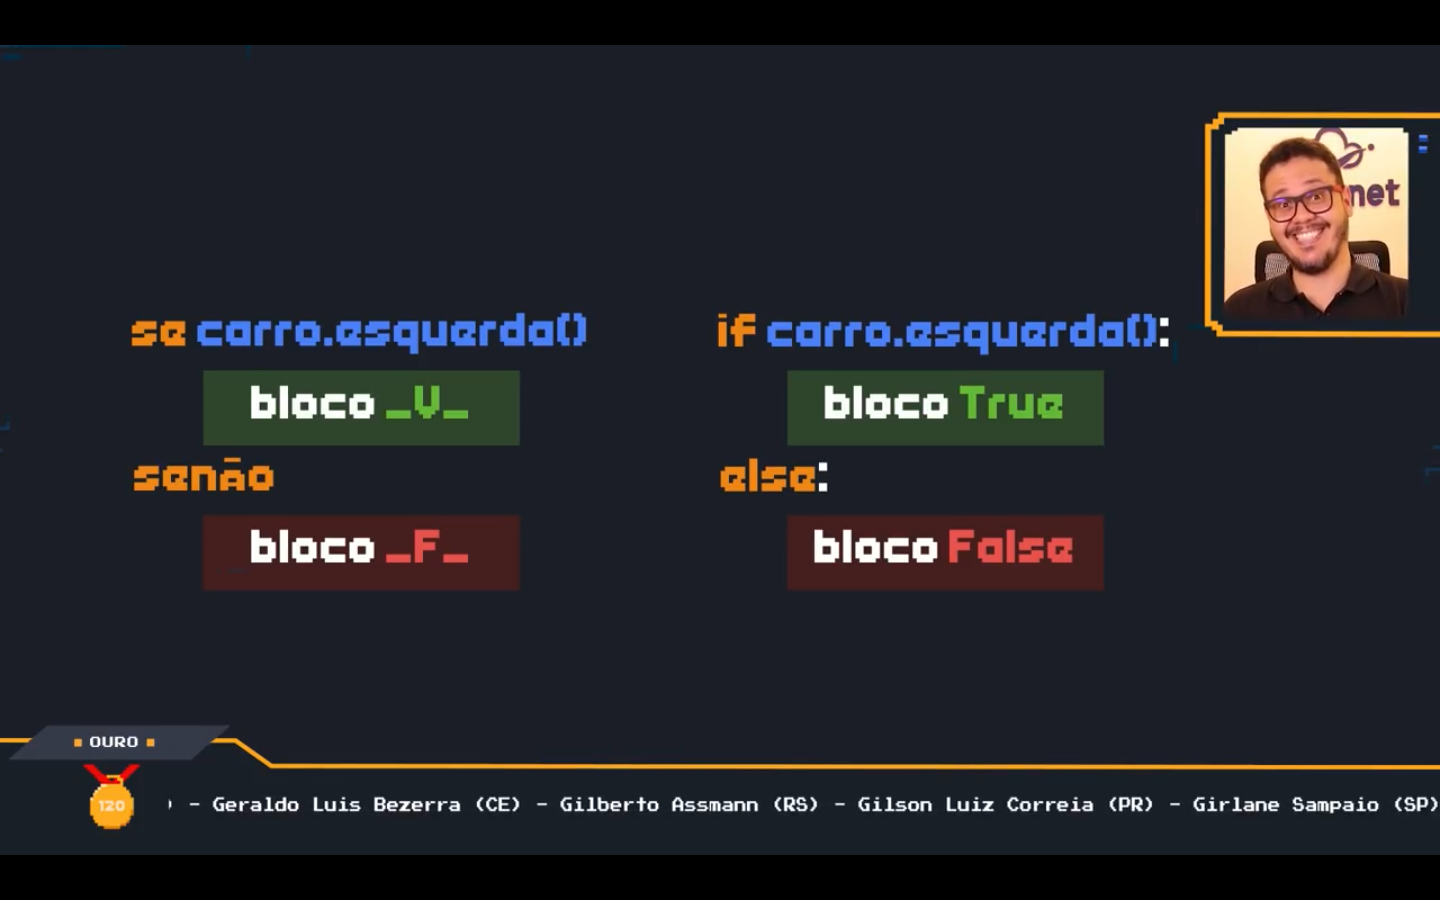 net
se carro.esquerda()
bloco _V_
senão
bloco _F_
if carro.esquerda():
bloco True
else:
bloco False
OURO
120
) - Geraldo Luis Bezerra (CE) - Gilberto Assmann (RS) - Gilson Luiz Correia (PR) - Girlane Sampaio (SP)